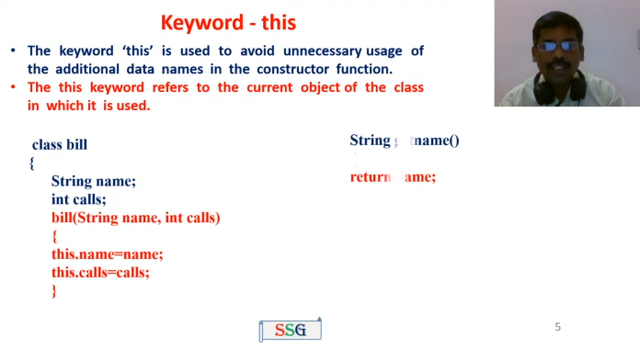 Keyword - this
• The keyword ‘this’ is used to avoid unnecessary usage of
the additional data names in the constructor function.
• The this keyword refers to the current object of the class
in which it is used.
class bill
{
String name;
int calls;
bill(String name, int calls)
{
this.name=name;
this.calls=calls;
}
String
return
SSG
5